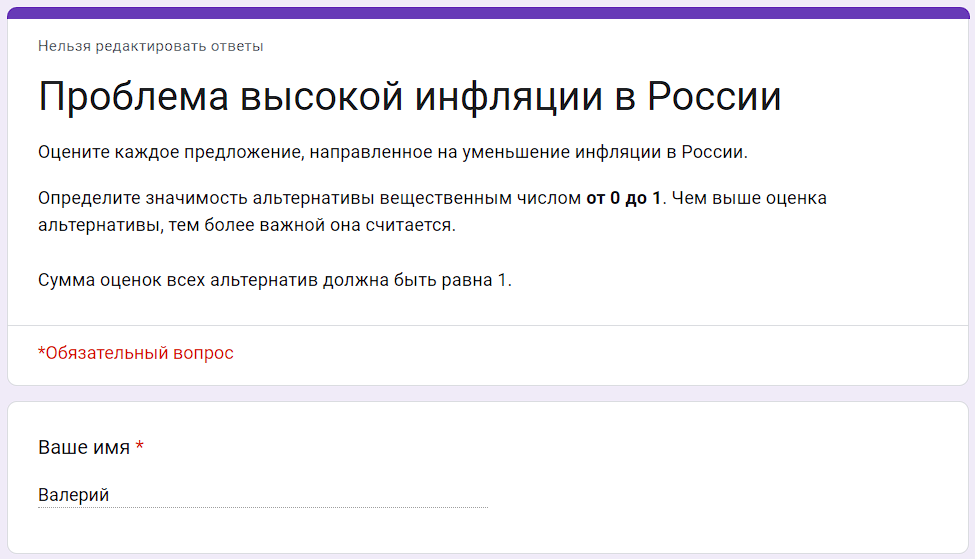 Нельзя редактировать ответы
Проблема высокой инфляции в России
Оцените каждое предложение, направленное на уменьшение инфляции в России.
Определите значимость альтернативы вещественным числом от 0 до 1. Чем выше оценка
альтернативы, тем более важной она считается.
Сумма оценок всех альтернатив должна быть равна 1.
*Обязательный вопрос
Ваше имя *
Валерий